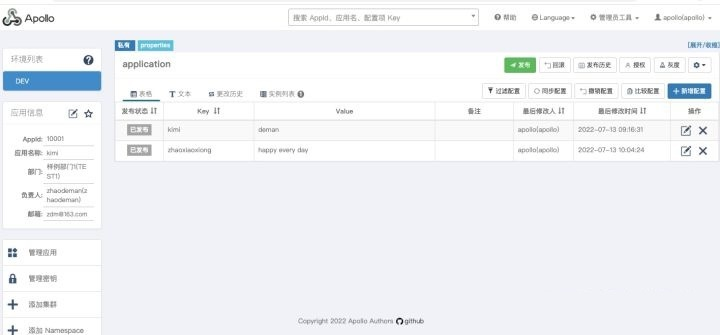 Apollo
搜索 AppId、应用名、配置项 Key
帮助
Language
管理员工具
apollo(apollo)
环境列表
DEV
应用信息
AppId: 10001
应用名称: kimi
部门: 样例部门1(TEST1)
负责人: zhaodeman(zhaodeman)
邮箱: zdm@163.com
管理应用
管理密钥
添加集群
添加 Namespace
私有 properties
[展开/收缩]
application
发布 回滚 发布历史 授权 灰度
表格 文本 更改历史 实例列表
过滤配置 同步配置 撤销配置 比较配置 新增配置
发布状态 Key Value 备注 最后修改人 最后修改时间 操作
已发布 kimi deman apollo(apollo) 2022-07-13 09:16:31
已发布 zhaoxiaoxiong happy every day apollo(apollo) 2022-07-13 10:04:24
Copyright 2022 Apollo Authors github